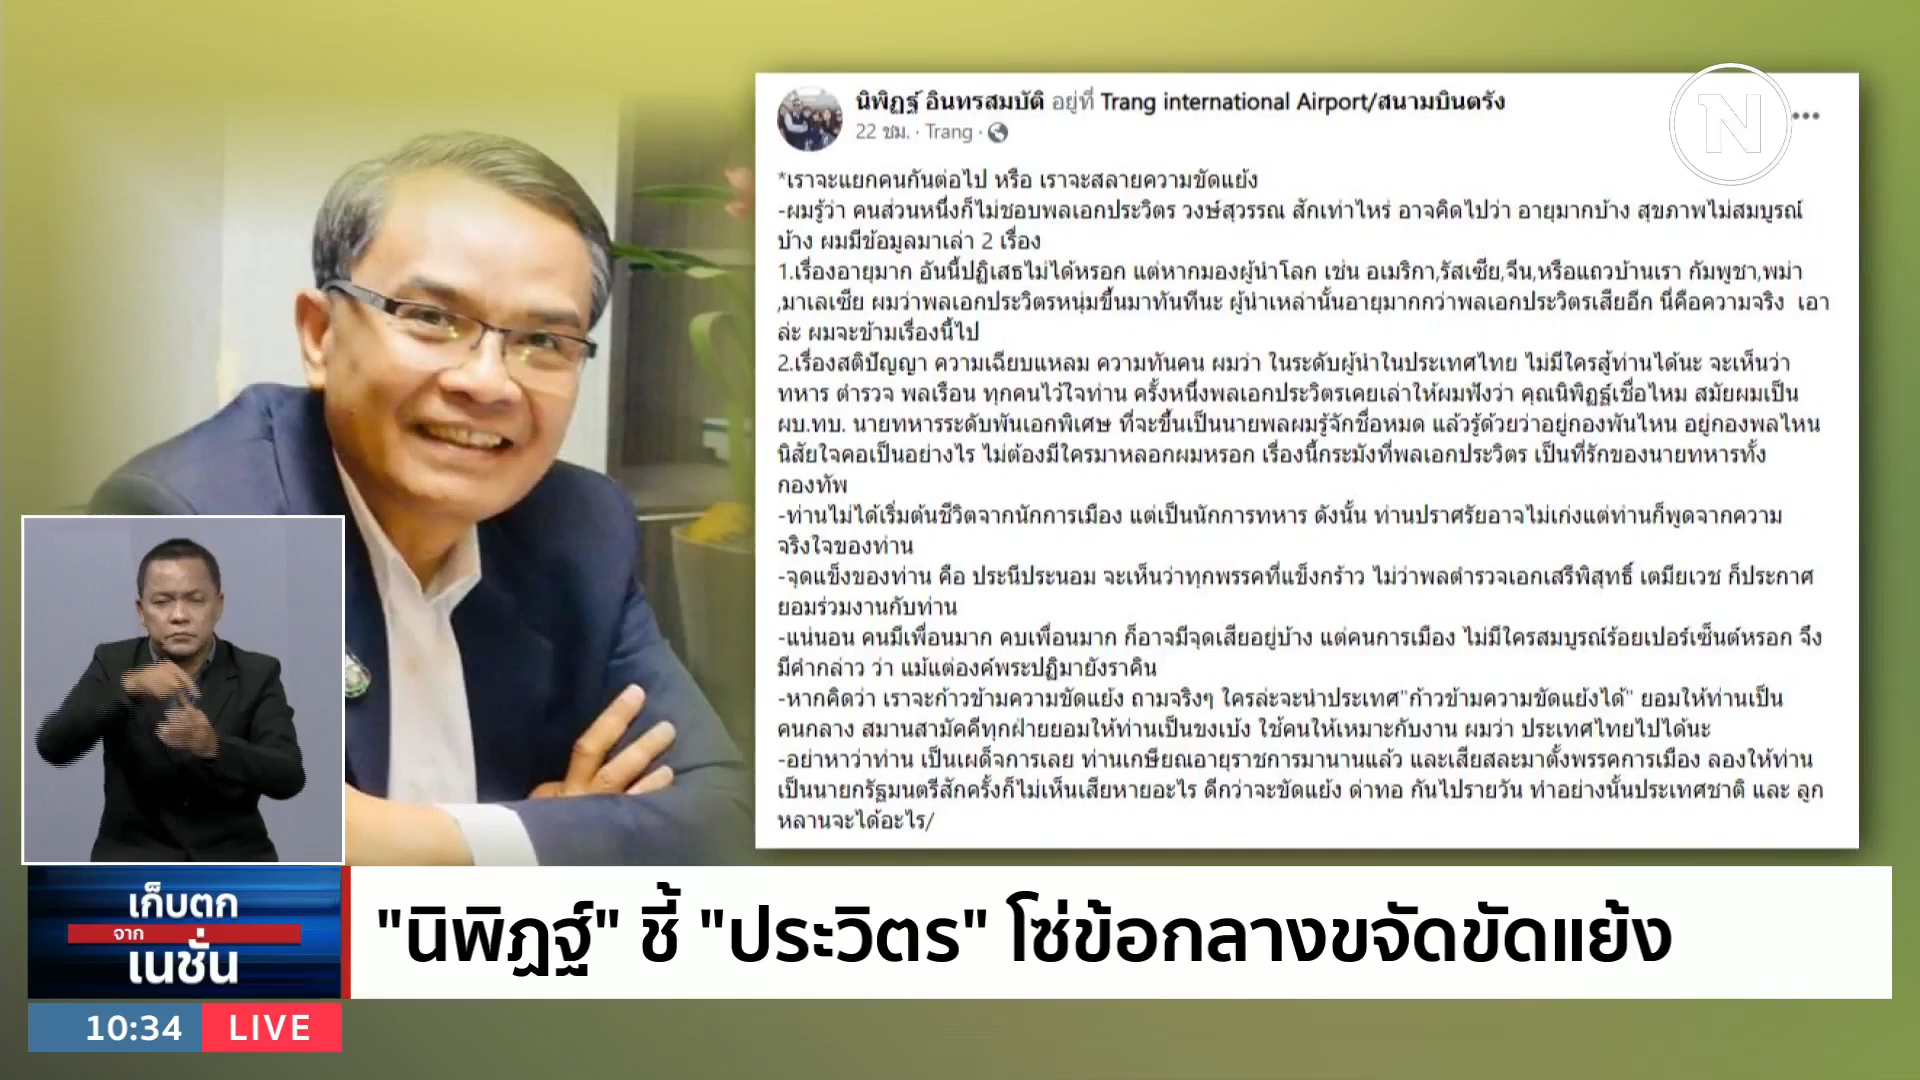 นิพิฏฐ์ อินทรสมบัติ อยู่ที่ Trang international Airport/สนามบินตรัง
22 ชม. · Trang ·
N
*เราจะแยกคนกันต่อไป หรือ เราจะสลายความขัดแย้ง
-ผมรู้ว่า คนส่วนหนึ่งก็ไม่ชอบพลเอกประวิตร วงษ์สุวรรณ สักเท่าไหร่ อาจคิดไปว่า อายุมากบ้าง สุขภาพไม่สมบูรณ์
บ้าง ผมมีข้อมูลมาเล่า 2 เรื่อง
1.เรื่องอายุมาก อันนี้ปฏิเสธไม่ได้หรอก แต่หากมองผู้นำโลก เช่น อเมริกา,รัสเซีย,จีน,หรือแถวบ้านเรา กัมพูชา,พม่า
,มาเลเซีย ผมว่าพลเอกประวิตรหนุ่มขึ้นมาทันทีนะ ผู้นำเหล่านั้นอายุมากกว่าพลเอกประวิตรเสียอีก นี่คือความจริง เอา
ล่ะ ผมจะข้ามเรื่องนี้ไป
2.เรื่องสติปัญญา ความเฉียบแหลม ความทันคน ผมว่า ในระดับผู้นำในประเทศไทย ไม่มีใครสู้ท่านได้นะ จะเห็นว่า
ทหาร ตำรวจ พลเรือน ทุกคนไว้ใจท่าน ครั้งหนึ่งพลเอกประวิตรเคยเล่าให้ผมฟังว่า คุณนิพิฏฐ์เชื่อไหม สมัยผมเป็น
ผบ.ทบ. นายทหารระดับพันเอกพิเศษ ที่จะขึ้นเป็นนายพลผมรู้จักชื่อหมด แล้วรู้ด้วยว่าอยู่กองพันไหน อยู่กองพลไหน
นิสัยใจคอเป็นอย่างไร ไม่ต้องมีใครมาหลอกผมหรอก เรื่องนี้กระมังที่พลเอกประวิตร เป็นที่รักของนายทหารทั้ง
กองทัพ
-ท่านไม่ได้เริ่มต้นชีวิตจากนักการเมือง แต่เป็นนักการทหาร ดังนั้น ท่านปราศรัยอาจไม่เก่งแต่ท่านก็พูดจากความ
จริงใจของท่าน
-จุดแข็งของท่าน คือ ประนีประนอม จะเห็นว่าทุกพรรคที่แข็งกร้าว ไม่ว่าพลตำรวจเอกเสรีพิสุทธิ์ เตมียเวช ก็ประกาศ
ยอมร่วมงานกับท่าน
-แน่นอน คนมีเพื่อนมาก คบเพื่อนมาก ก็อาจมีจุดเสียอยู่บ้าง แต่คนการเมือง ไม่มีใครสมบูรณ์ร้อยเปอร์เซ็นต์หรอก จึง
มีคำกล่าว ว่า แม้แต่องค์พระปฏิมายังราคิน
-หากคิดว่า เราจะก้าวข้ามความขัดแย้ง ถามจริงๆ ใครล่ะจะนำประเทศ"ก้าวข้ามความขัดแย้งได้" ยอมให้ท่านเป็น
คนกลาง สมานสามัคคีทุกฝ่ายยอมให้ท่านเป็นขงเบ้ง ใช้คนให้เหมาะกับงาน ผมว่า ประเทศไทยไปได้นะ
-อย่าหาว่าท่าน เป็นเผด็จการเลย ท่านเกษียณอายุราชการมานานแล้ว และเสียสละมาตั้งพรรคการเมือง ลองให้ท่าน
เป็นนายกรัฐมนตรีสักครั้งก็ไม่เห็นเสียหายอะไร ดีกว่าจะขัดแย้ง ด่าทอ กันไปรายวัน ทำอย่างนั้นประเทศชาติ และ ลูก
หลานจะได้อะไร/
เก็บตก
จาก
เนชั่น
"นิพิฏฐ์" ชี้ "ประวิตร" โซ่ข้อกลางขจัดขัดแย้ง
10:34 LIVE